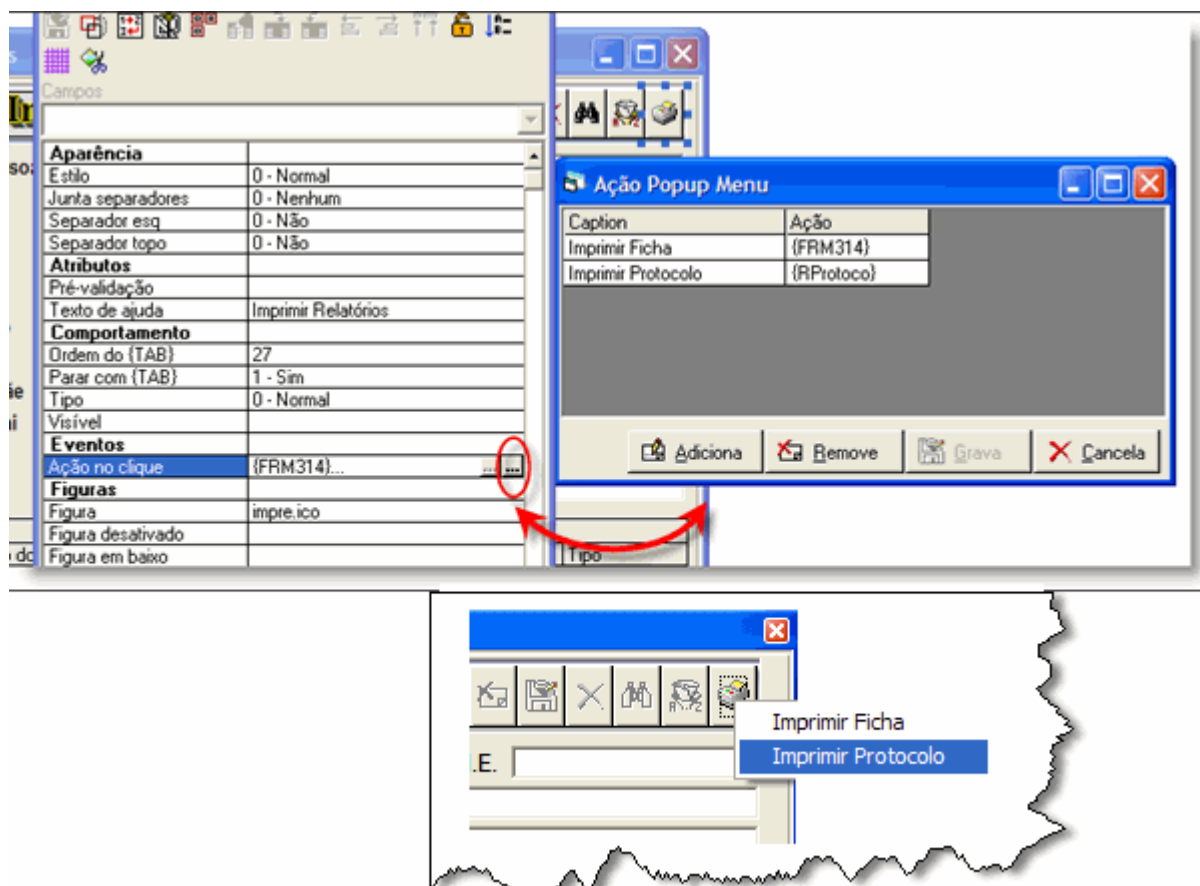 Campos
Aparência
Estilo 0 - Normal
Junta separadores 0 - Nenhum
Separador esq 0 - Não
Separador topo 0 - Não
Atributos
Pré-validação
Texto de ajuda Imprimir Relatórios
Comportamento
Ordem do {TAB} 27
Parar com {TAB} 1 - Sim
Tipo 0 - Normal
Visível
Eventos
Ação no clique {FRM314}... ... ...
Figuras
Figura impre.ico
Figura desativado
Figura em baixo
Tipo
Ação Popup Menu
Caption Ação
Imprimir Ficha {FRM314}
Imprimir Protocolo {RProtoco}
Adiciona Remove Grava Cancela
.E.
Imprimir Ficha
Imprimir Protocolo